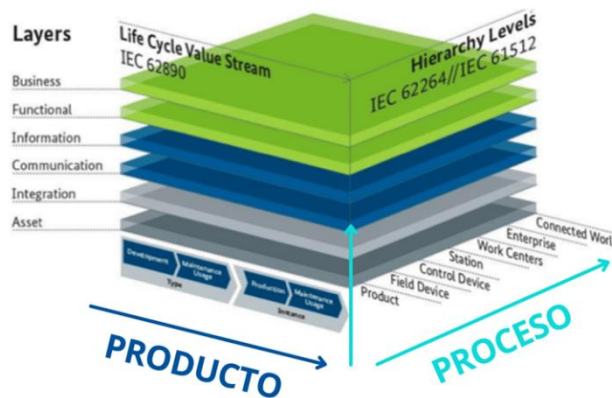 Layers
Life Cycle Value Stream
IEC 62890
Hierarchy Levels
IEC 62264//IEC 61512
Business
Functional
Information
Communication
Integration
Asset
Development
Maintenance
Usage
Production
Maintenance
Usage
Type
Instance
Connected Worl
Enterprise
Work Centers
Station
Control Device
Field Device
Product
PRODUCTO
PROCESO